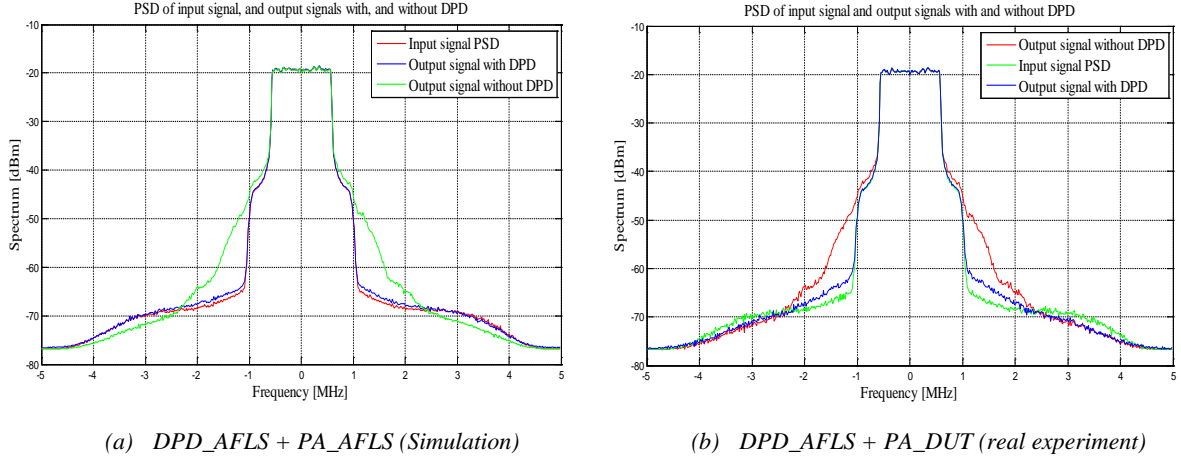 PSD of input signal, and output signals with, and without DPD
-10
-20
-30
-40
-50
-60
-70
-80
Spectrum [dBm]
Input signal PSD
Output signal with DPD
Output signal without DPD
-5 -4 -3 -2 -1 0 1 2 3 4 5
Frequency [MHz]
(a) DPD_AFLS + PA_AFLS (Simulation)
PSD of input signal and output signals with and without DPD
-10
-20
-30
-40
-50
-60
-70
-80
Spectrum [dBm]
Output signal without DPD
Input signal PSD
Output signal with DPD
-5 -4 -3 -2 -1 0 1 2 3 4 5
Frequency [MHz]
(b) DPD_AFLS + PA_DUT (real experiment)